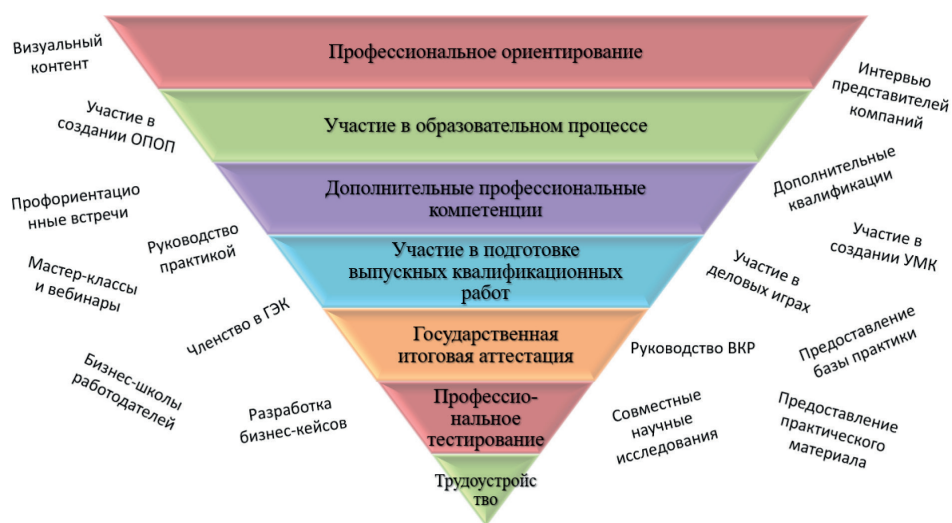 Визуальный
контент
Участие в
создании ОПОП
Профориентацио
нные встречи
Руководство
практикой
Мастер-классы
и вебинары
Членство в ГЭК
Бизнес-школы
работодателей
Разработка
бизнес-кейсов
Профессиональное ориентирование
Участие в образовательном процессе
Дополнительные профессиональные
компетенции
Участие в подготовке
выпускных квалификационных
работ
Государственная
итоговая аттестация
Профессио-
нальное
тестирование
Трудоустройс
тво
Интервью
представителей
компаний
Дополнительные
квалификации
Участие в
создании УМК
Участие в
деловых играх
Руководство ВКР
Предоставление
базы практики
Совместные
научные
исследования
Предоставление
практического
материала